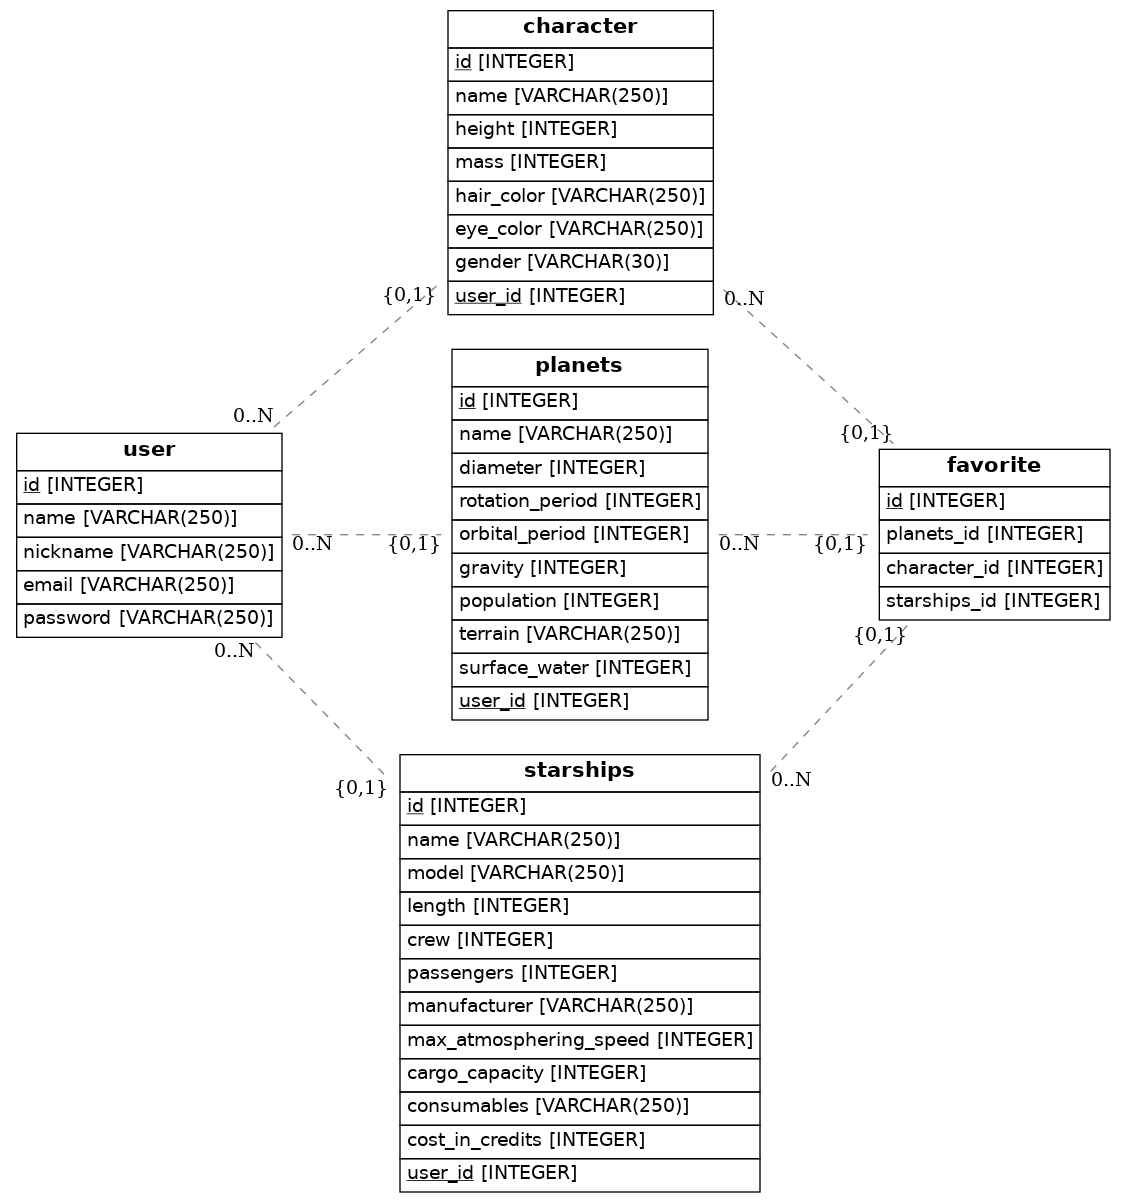 character
id [INTEGER]
name [VARCHAR(250)]
height [INTEGER]
mass [INTEGER]
hair_color [VARCHAR(250)]
eye_color [VARCHAR(250)]
gender [VARCHAR(30)]
user_id [INTEGER]
{0,1}
0..N
0..N
{0,1}
planets
id [INTEGER]
name [VARCHAR(250)]
diameter [INTEGER]
rotation_period [INTEGER]
orbital_period [INTEGER]
gravity [INTEGER]
population [INTEGER]
terrain [VARCHAR(250)]
surface_water [INTEGER]
user_id [INTEGER]
user
id [INTEGER]
name [VARCHAR(250)]
nickname [VARCHAR(250)]
email [VARCHAR(250)]
password [VARCHAR(250)]
0..N
{0,1}
0..N
{0,1}
favorite
id [INTEGER]
planets_id [INTEGER]
character_id [INTEGER]
starships_id [INTEGER]
0..N
{0,1}
{0,1}
0..N
starships
id [INTEGER]
name [VARCHAR(250)]
model [VARCHAR(250)]
length [INTEGER]
crew [INTEGER]
passengers [INTEGER]
manufacturer [VARCHAR(250)]
max_atmosphering_speed [INTEGER]
cargo_capacity [INTEGER]
consumables [VARCHAR(250)]
cost_in_credits [INTEGER]
user_id [INTEGER]